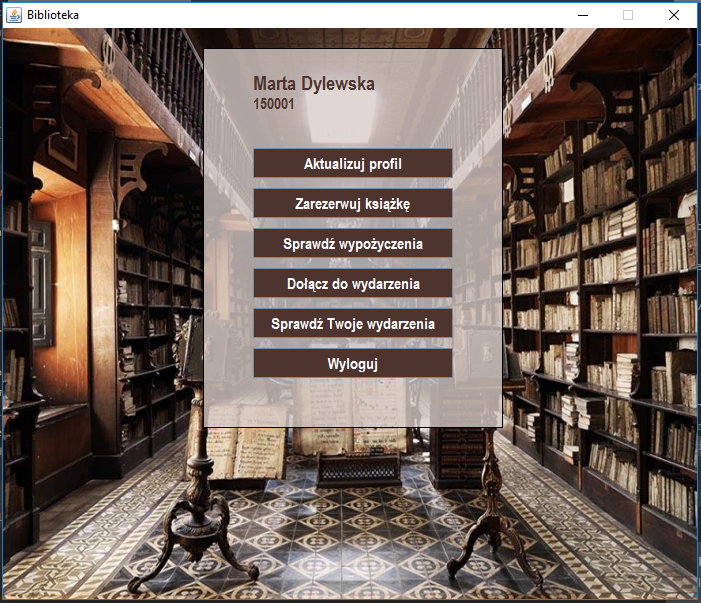 Biblioteka
Marta Dylewska
150001
Aktualizuj profil
Zarezerwuj książkę
Sprawdź wypożyczenia
Dołącz do wydarzenia
Sprawdź Twoje wydarzenia
Wyloguj